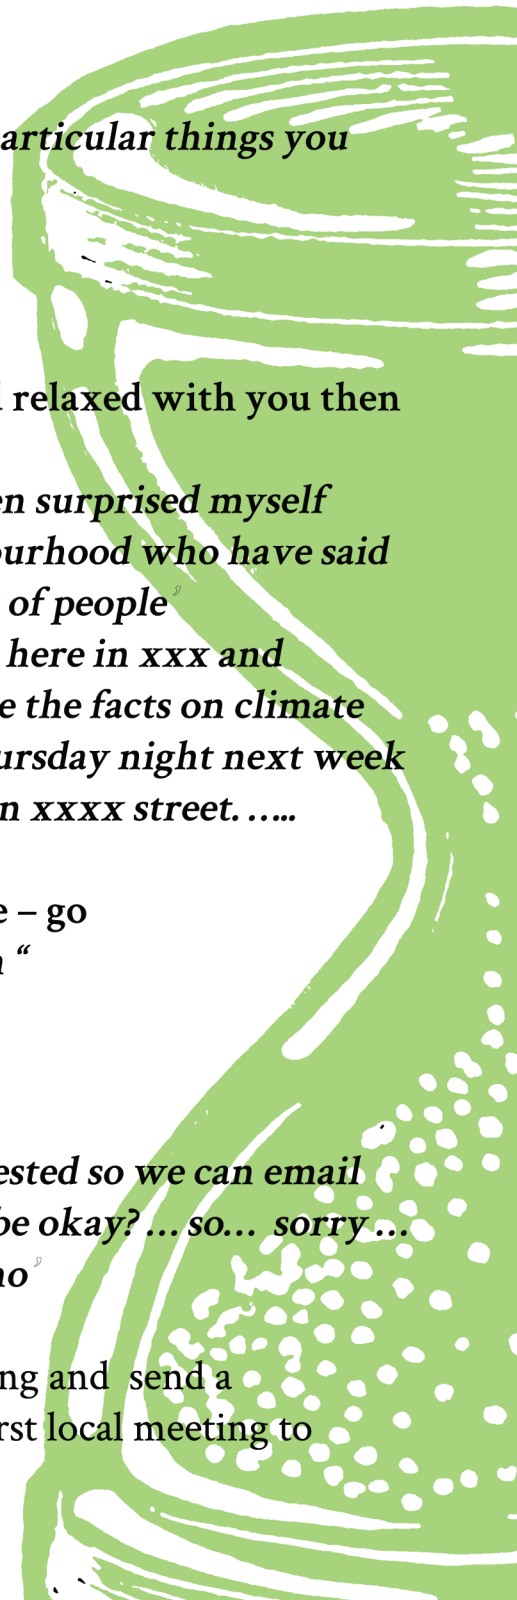 articular things you
relaxed with you then
en surprised myself
ourhood who have said
of people’
here in xxx and
e the facts on climate
ursday night next week
n xxxx street. .....
e – go
“
ested so we can email
be okay? ... so... sorry ...
no’
ng and send a
rst local meeting to